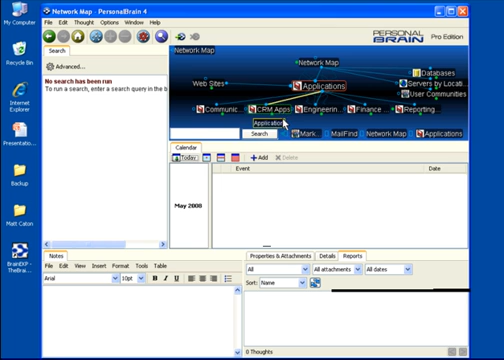 My Computer
Recycle Bin
Internet
Explorer
Presentatio...
Backup
Matt Caton
BrainEKP
-TheBrai...
Network Map - PersonalBrain 4
File Edit Thought Options Window Help
Search
Advanced...
No search has been run
To run a search, enter a search query in the b
PERSONAL
BRAIN Pro Edition
Network Map
Network Map
Web Sites
Applications
Databases
Servers by Locati
User Communities
Communic.
CRM Apps
Engineerin..
Finance
Reporting..
Application
Search
Mark..
MailFind
Network Map
Applications
Calendar
Today
Add
Delete
Event
Date
May 2008
Notes
File Edit View Insert Format Tools Table
Arial
10pt
B I U
Properties & Attachments Details Reports
All
All attachments
All dates
Sort: Name
0 Thoughts